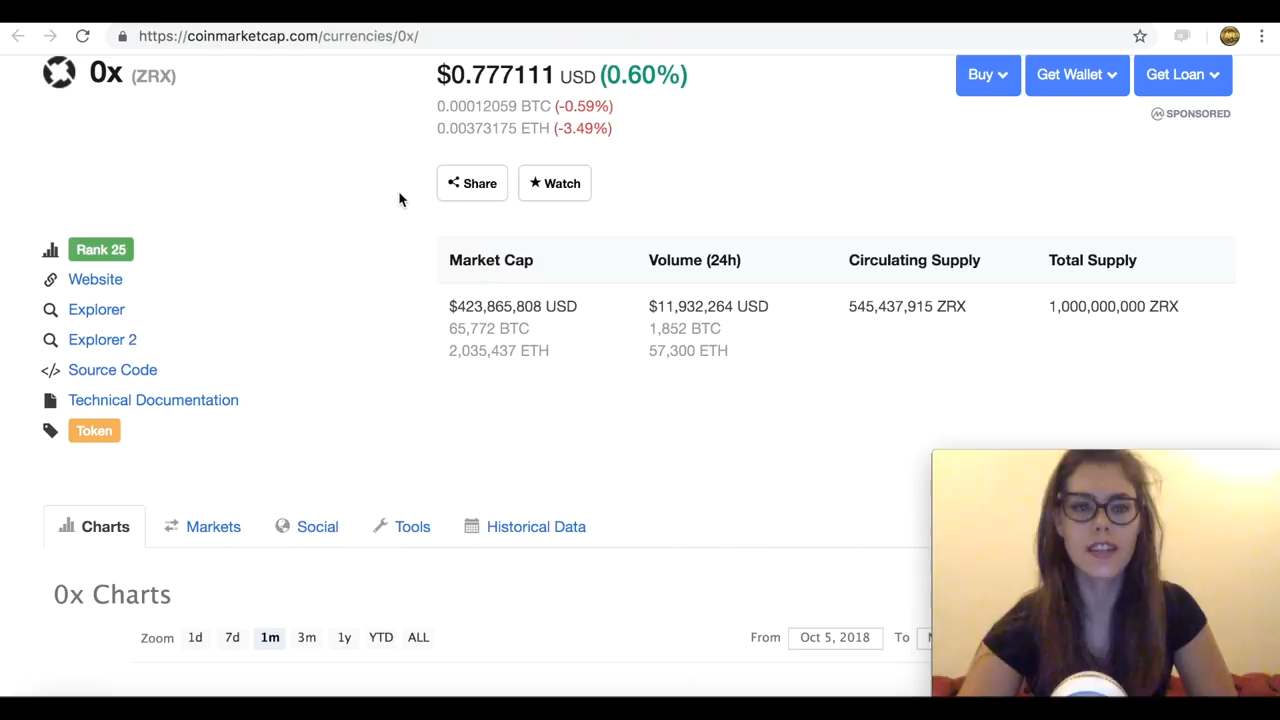 https://coinmarketcap.com/currencies/0x/
0x (ZRX)
$0.777111 USD (0.60%)
0.00012059 BTC (-0.59%)
0.00373175 ETH (-3.49%)
Buy
Get Wallet
Get Loan
SPONSORED
Share
Watch
Rank 25
Website
Explorer
Explorer 2
Source Code
Technical Documentation
Token
Market Cap Volume (24h) Circulating Supply Total Supply
$423,865,808 USD $11,932,264 USD 545,437,915 ZRX 1,000,000,000 ZRX
65,772 BTC 1,852 BTC
2,035,437 ETH 57,300 ETH
Charts Markets Social Tools Historical Data
0x Charts
Zoom 1d 7d 1m 3m 1y YTD ALL From Oct 5, 2018 To